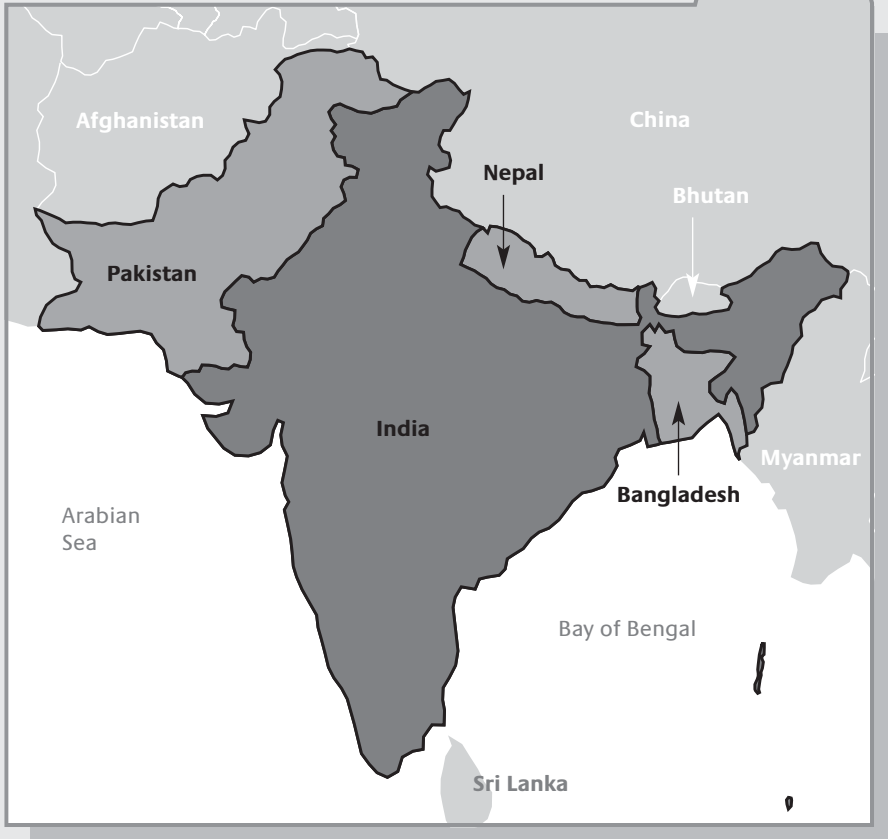 Afghanistan
China
Nepal
Bhutan
Pakistan
India
Myanmar
Bangladesh
Arabian
Sea
Bay of Bengal
Sri Lanka